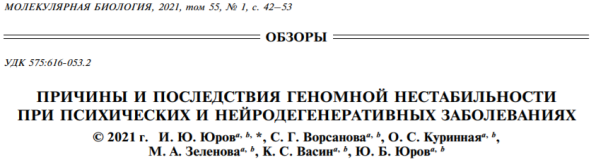 МОЛЕКУЛЯРНАЯ БИОЛОГИЯ, 2021, том 55, № 1, с. 42–53
ОБЗОРЫ
УДК 575:616-053.2
ПРИЧИНЫ И ПОСЛЕДСТВИЯ ГЕНОМНОЙ НЕСТАБИЛЬНОСТИ
ПРИ ПСИХИЧЕСКИХ И НЕЙРОДЕГЕНЕРАТИВНЫХ ЗАБОЛЕВАНИЯХ
© 2021 г. И. Ю. Юров a, b, *, С. Г. Ворсанова a, b, О. С. Куринная a, b,
М. А. Зеленова a, b, К. С. Васин a, b, Ю. Б. Юров a, b